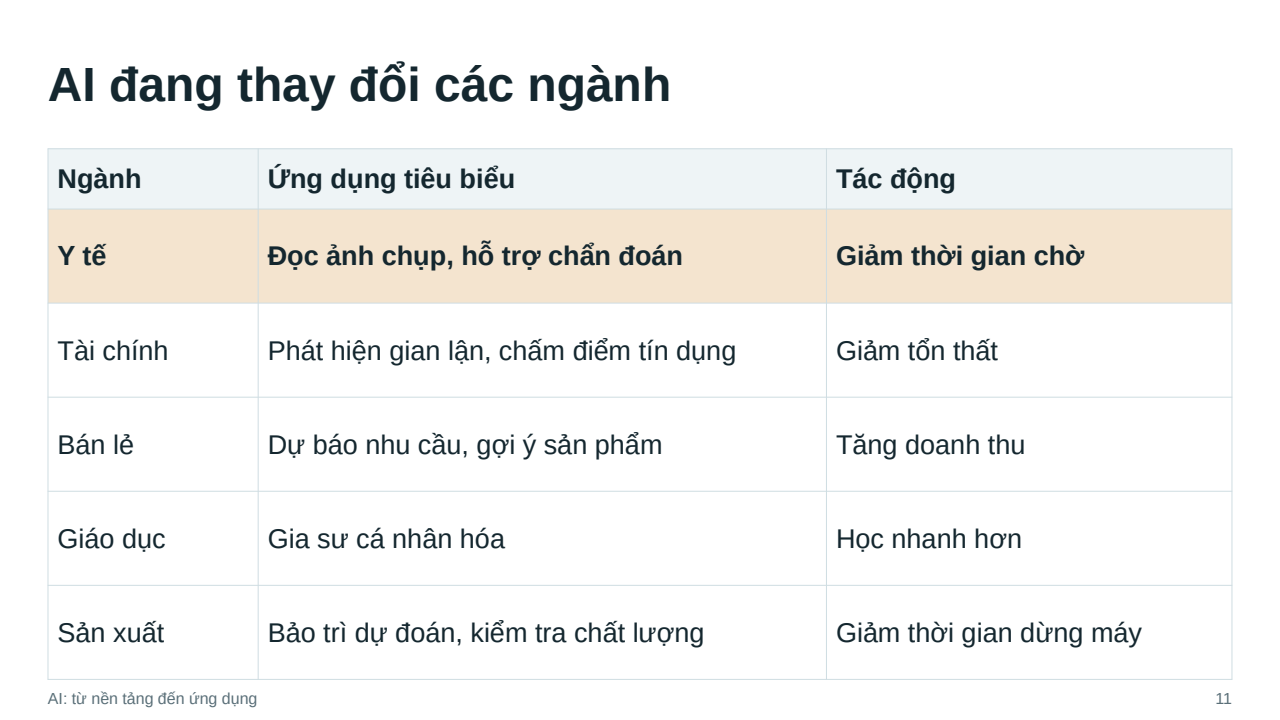 AI đang thay đổi các ngành
Ngành Ứng dụng tiêu biểu Tác động
Y tế Đọc ảnh chụp, hỗ trợ chẩn đoán Giảm thời gian chờ
Tài chính Phát hiện gian lận, chấm điểm tín dụng Giảm tổn thất
Bán lẻ Dự báo nhu cầu, gợi ý sản phẩm Tăng doanh thu
Giáo dục Gia sư cá nhân hóa Học nhanh hơn
Sản xuất Bảo trì dự đoán, kiểm tra chất lượng Giảm thời gian dừng máy
AI: từ nền tảng đến ứng dụng 11